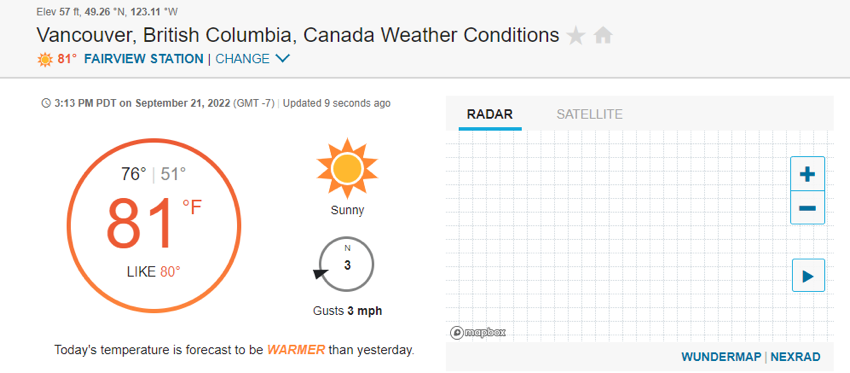 Elev 57 ft, 49.26 °N, 123.11 °W
Vancouver, British Columbia, Canada Weather Conditions
81° FAIRVIEW STATION | CHANGE
3:13 PM PDT on September 21, 2022 (GMT -7) | Updated 9 seconds ago
76° | 51°
81 °F
LIKE 80°
Sunny
N
3
Gusts 3 mph
Today's temperature is forecast to be WARMER than yesterday.
RADAR SATELLITE
+
−
mapbox
WUNDERMAP | NEXRAD